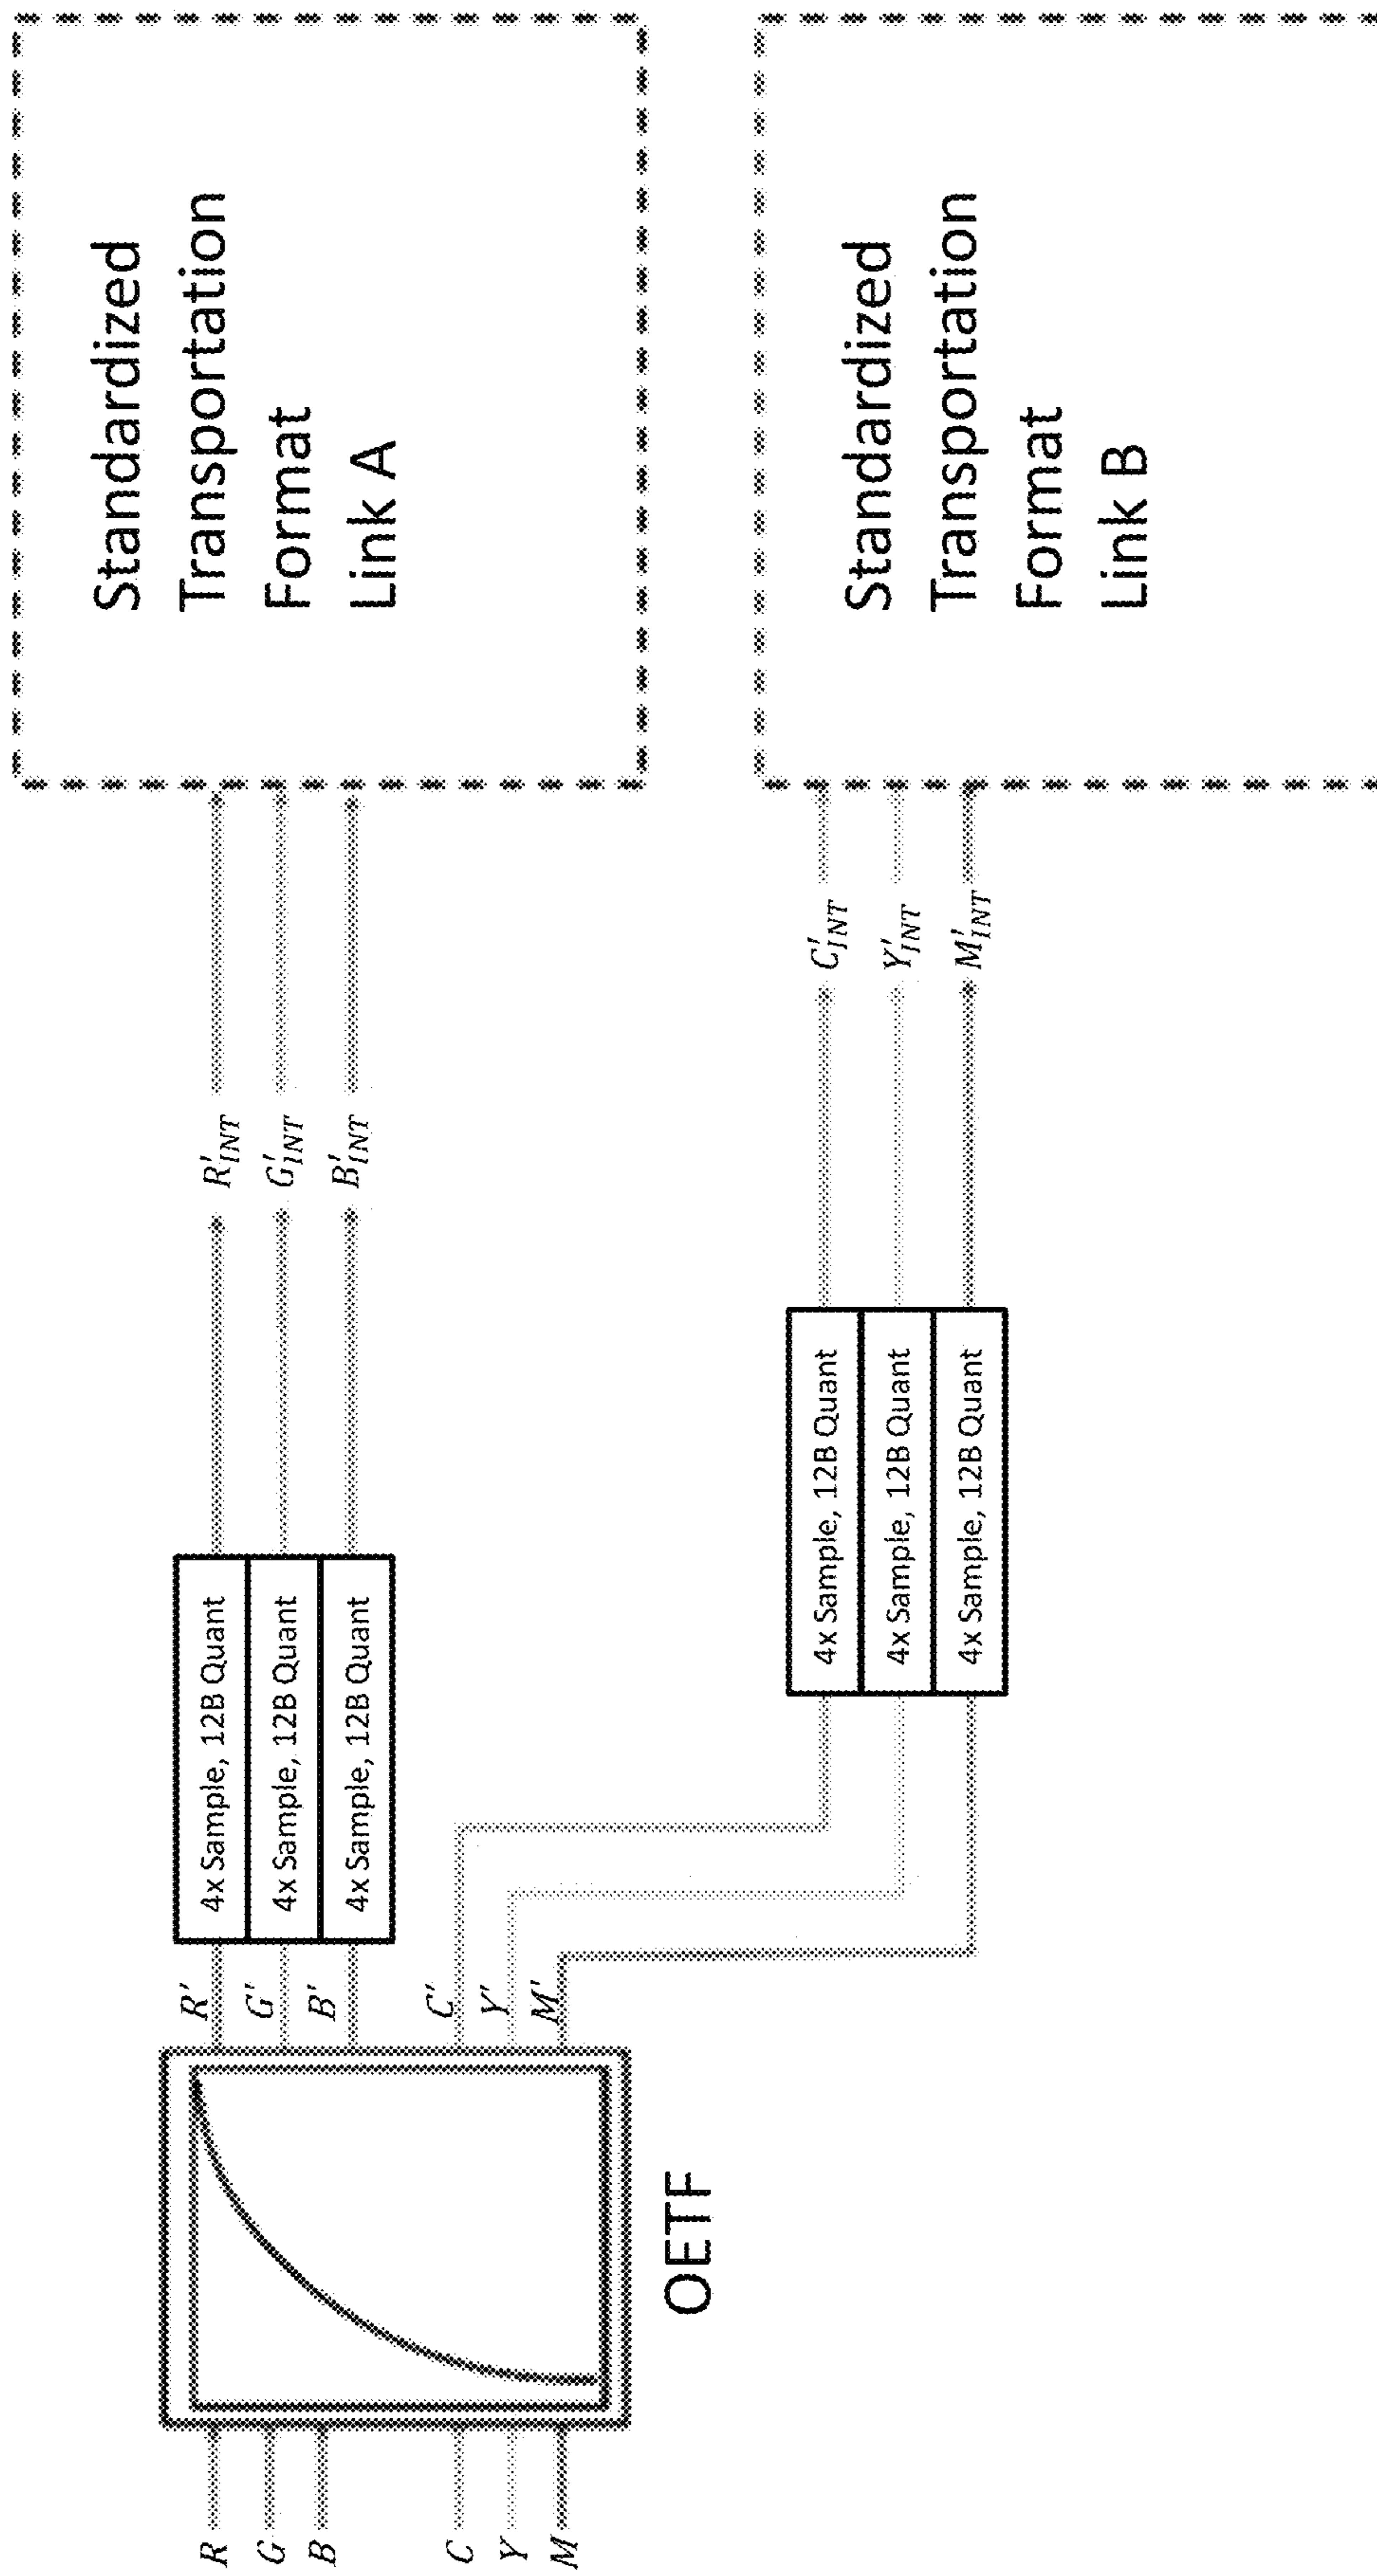 R
G
B
C
Y
M
OETF
R'
G'
B'
C'
Y'
M'
4x Sample, 12B Quant
4x Sample, 12B Quant
4x Sample, 12B Quant
4x Sample, 12B Quant
4x Sample, 12B Quant
4x Sample, 12B Quant
R'INT
G'INT
B'INT
C'INT
Y'INT
M'INT
Standardized
Transportation
Format
Link A
Standardized
Transportation
Format
Link B